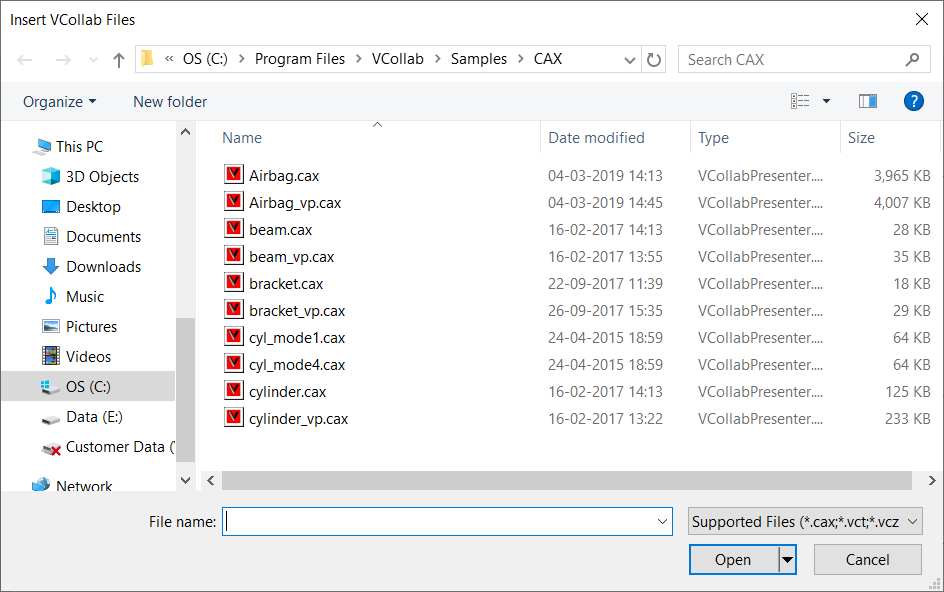 Insert VCollab Files
« OS (C:) > Program Files > VCollab > Samples > CAX
Search CAX
Organize
New folder
?
This PC
3D Objects
Desktop
Documents
Downloads
Music
Pictures
Videos
OS (C:)
Data (E:)
Customer Data (
Network
Name Date modified Type Size
Airbag.cax 04-03-2019 14:13 VCollabPresenter.... 3,965 KB
Airbag_vp.cax 04-03-2019 14:45 VCollabPresenter.... 4,007 KB
beam.cax 16-02-2017 14:13 VCollabPresenter.... 28 KB
beam_vp.cax 16-02-2017 13:55 VCollabPresenter.... 35 KB
bracket.cax 22-09-2017 11:39 VCollabPresenter.... 18 KB
bracket_vp.cax 26-09-2017 15:35 VCollabPresenter.... 29 KB
cyl_mode1.cax 24-04-2015 18:59 VCollabPresenter.... 64 KB
cyl_mode4.cax 24-04-2015 18:59 VCollabPresenter.... 64 KB
cylinder.cax 16-02-2017 14:13 VCollabPresenter.... 125 KB
cylinder_vp.cax 16-02-2017 13:22 VCollabPresenter.... 233 KB
File name:
Supported Files (*.cax;*.vct;*.vcz
Open
Cancel